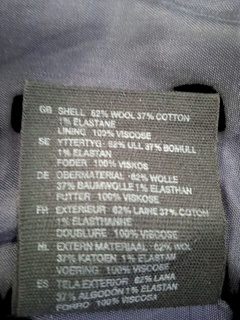 GB SHELL 62% WOOL 37% COTTON
1% ELASTANE
LINING 100% VISCOSE
SE YTTERTYG 62% ULL 37% BOMULL
1% ELASTAN
FODER 100% VISKOS
DE OBERMATERIAL 62% WOLLE
37% BAUMWOLLE 1% ELASTHAN
FUTTER 100% VISKOSE
FR EXTERIEUR 62% LAINE 37% COTON
1% ELASTHANNE
DOUBLURE 100% VISCOSE
NL EXTERN MATERIAAL 62% WOL
37% KATOEN 1% ELASTAN
VOERING 100% VISCOSE
ES TELA EXTERIOR 62% LANA
37% ALGODON 1% ELASTAN
FORRO 100% VISCOSA